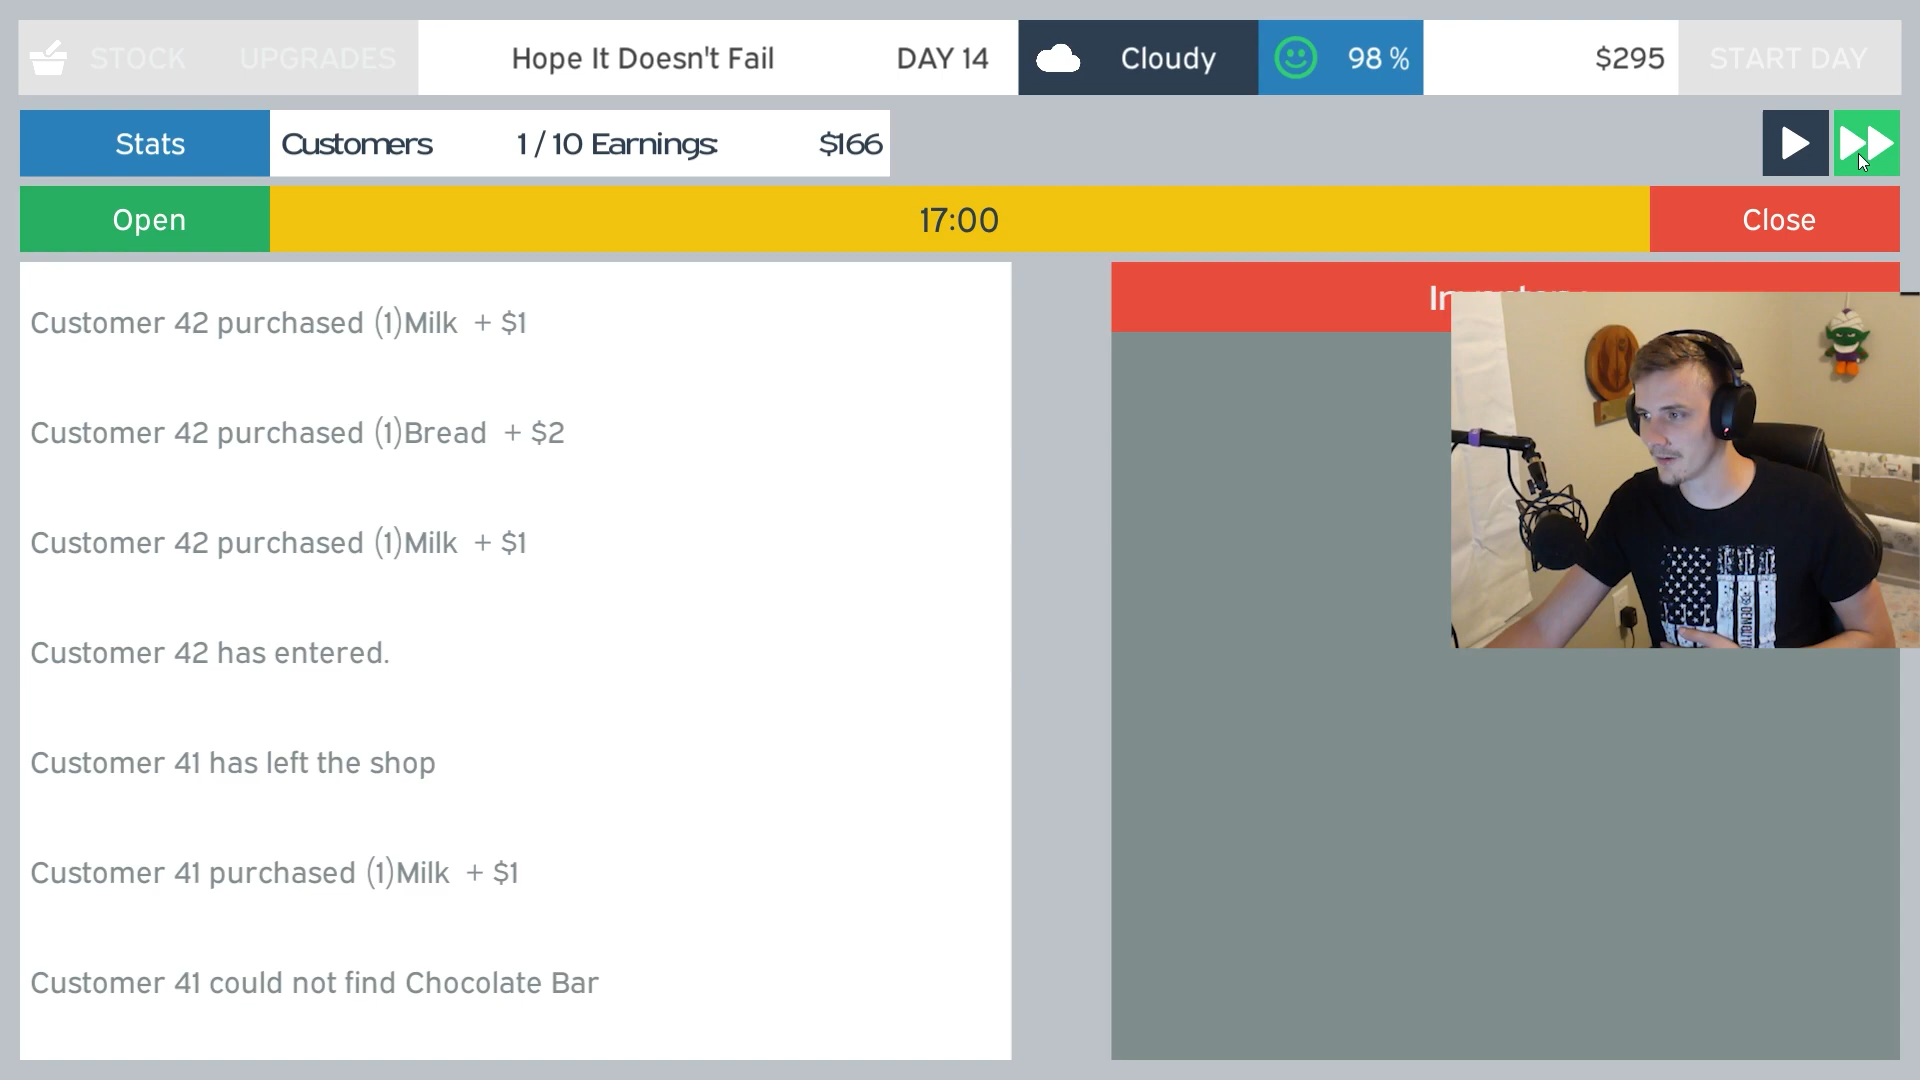 STOCK UPGRADES Hope It Doesn't Fail DAY 14 Cloudy 98 % $295 START DAY
Stats Customers 1 / 10 Earnings: $166
Open 17:00 Close
Customer 42 purchased (1)Milk + $1
Customer 42 purchased (1)Bread + $2
Customer 42 purchased (1)Milk + $1
Customer 42 has entered.
Customer 41 has left the shop
Customer 41 purchased (1)Milk + $1
Customer 41 could not find Chocolate Bar